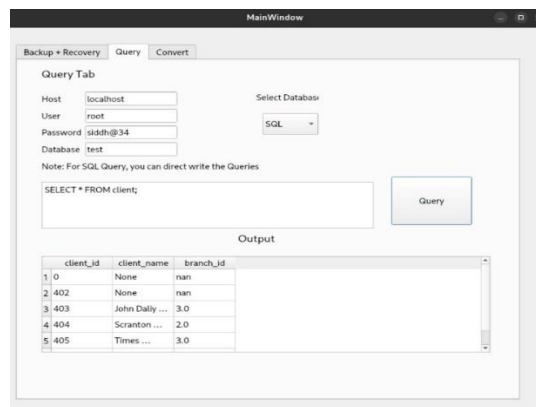 MainWindow
Backup + Recovery Query Convert
Query Tab
Host localhost Select Databas
User root
SQL
Password siddh@34
Database test
Note: For SQL Query, you can direct write the Queries
SELECT * FROM client;
Query
Output
client_id client_name branch_id
1 0 None nan
2 402 None nan
3 403 John Daliy ... 3.0
4 404 Scranton ... 2.0
5 405 Times ... 3.0